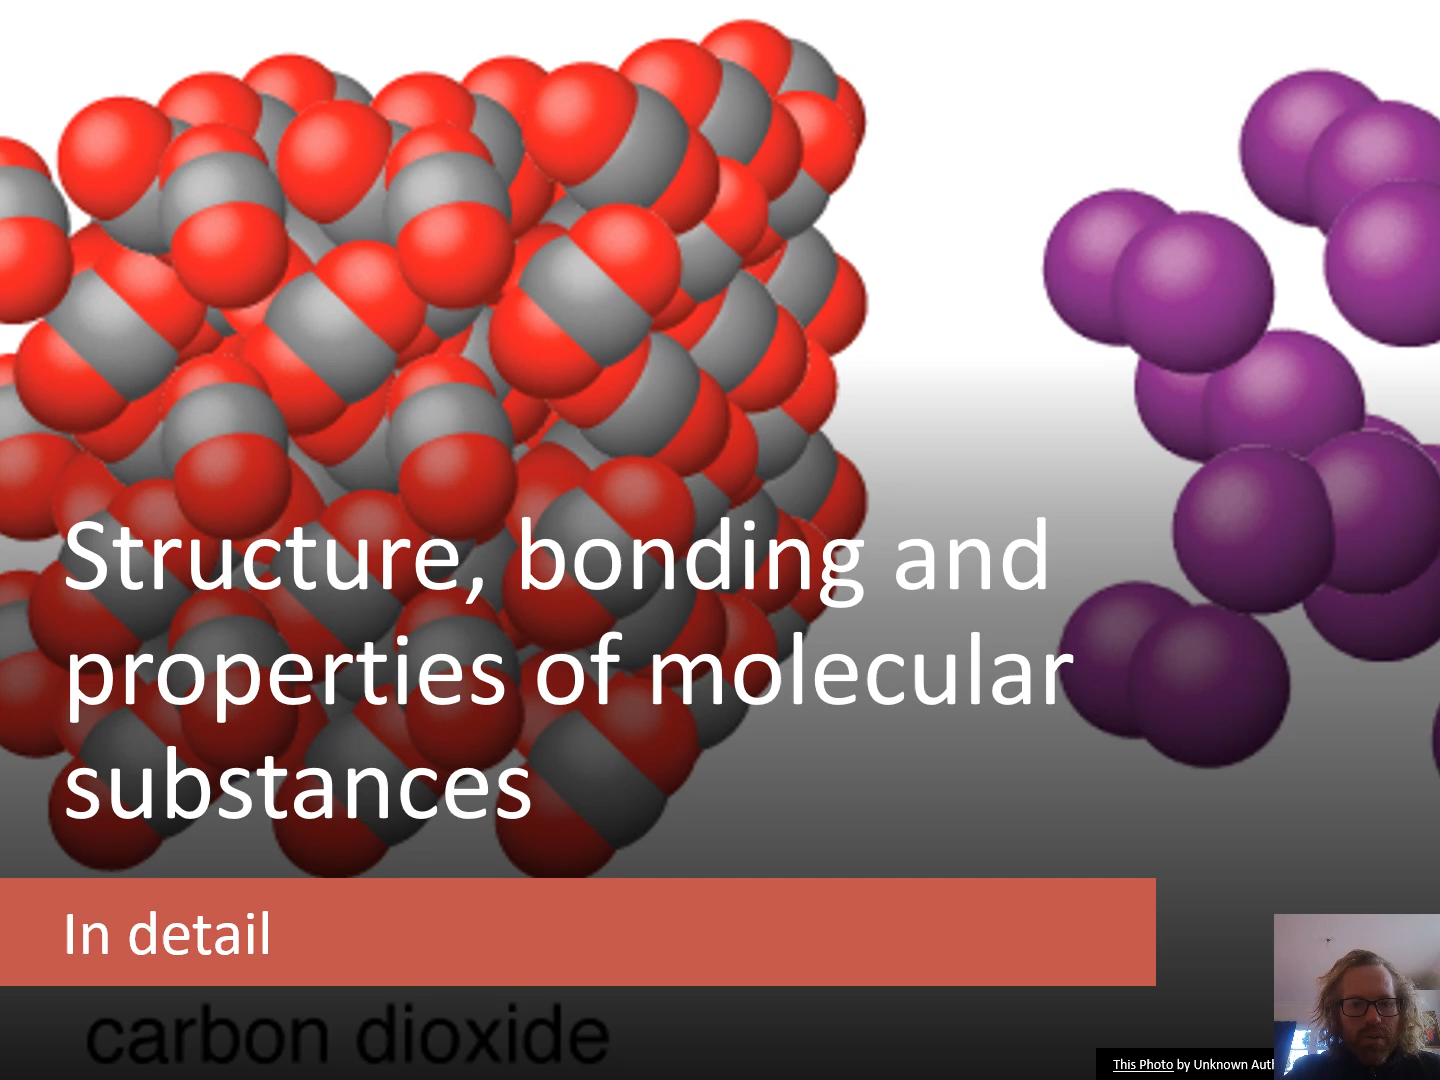 Structure, bonding and
properties of molecular
substances
In detail
carbon dioxide
This Photo by Unknown